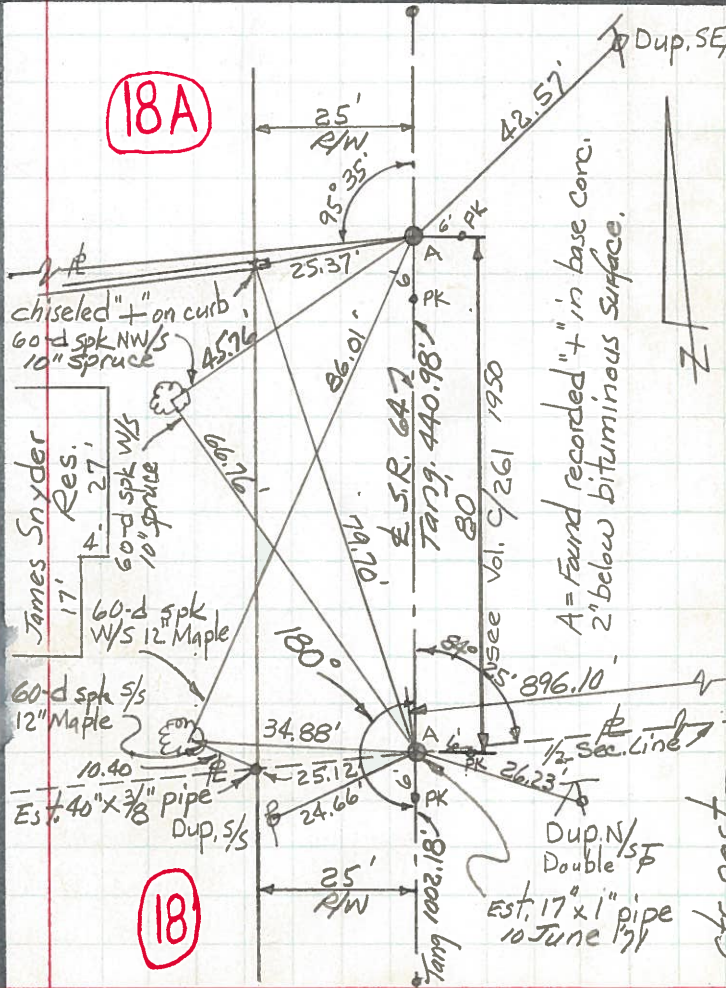 18A
Dup. SE/
25'
R/W
42.57'
95° 35'
6'
PK
A
25.37'
6'
PK
℄
chiseled "+" on curb
60-d spk NW/S
10" Spruce
45.76'
86.01'
A = Found recorded "+" in base conc.
2" below bituminous surface.
Z
James Snyder
Res.
27'
4'
17'
60-d spk W/S
10" spruce
66.76'
79.70'
℄ S.R. 647
Tang. 440.98'
80
see Vol. C/261 1950
60-d spk
W/S 12" Maple
180°
84°
5'
896.10'
60-d spk S/S
12" Maple
34.88'
A
6'
PK
½ Sec. Line
10.40
25.12'
26.23'
Est. 40" x 3/8" pipe
Dup. S/S
24.66'
6'
PK
Dup. N/S
Double
25'
R/W
Tang 1002.18'
Est. 17" x 1" pipe
10 June '71
18